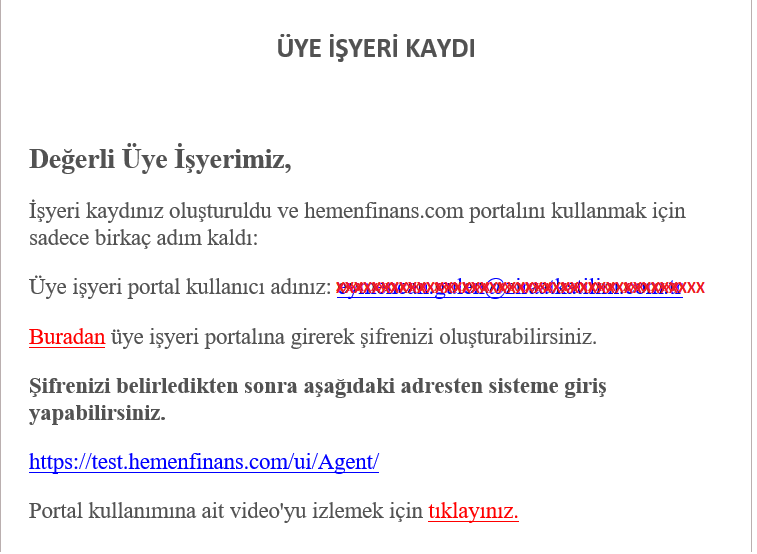 ÜYE İŞYERİ KAYDI
Değerli Üye İşyerimiz,
İşyeri kaydınız oluşturuldu ve hemenfinans.com portalını kullanmak için
sadece birkaç adım kaldı:
Üye işyeri portal kullanıcı adınız:
Buradan üye işyeri portalına girerek şifrenizi oluşturabilirsiniz.
Şifrenizi belirledikten sonra aşağıdaki adresten sisteme giriş
yapabilirsiniz.
https://test.hemenfinans.com/ui/Agent/
Portal kullanımına ait video'yu izlemek için tıklayınız.